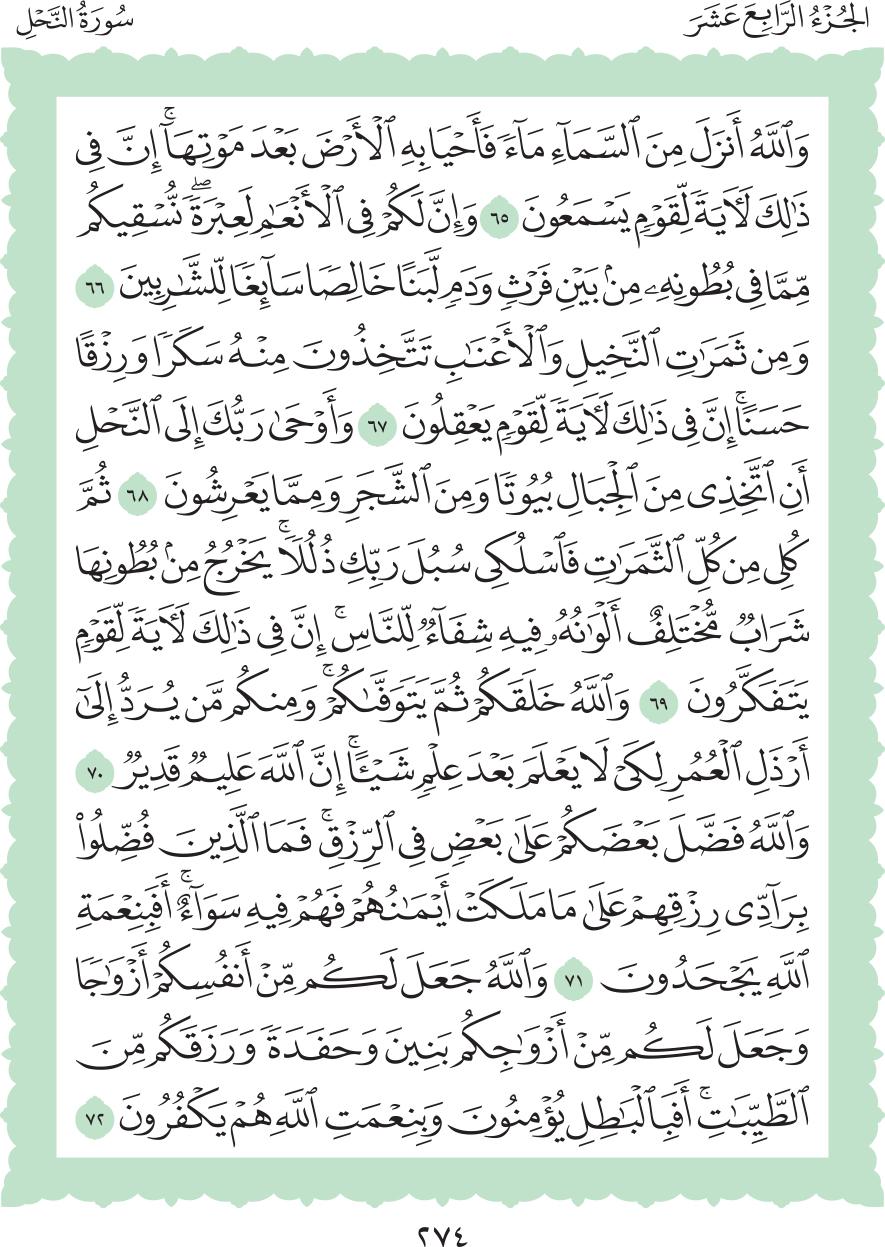 الجُزْءُ الرَّابِعَ عَشَرَ
سُورَةُ النَّحْلِ
وَٱللَّهُ أَنزَلَ مِنَ ٱلسَّمَآءِ مَآءٗ فَأَحۡيَا بِهِ ٱلۡأَرۡضَ بَعۡدَ مَوۡتِهَآۚ إِنَّ فِي
ذَٰلِكَ لَأٓيَةٗ لِّقَوۡمٖ يَسۡمَعُونَ ٦٥ وَإِنَّ لَكُمۡ فِي ٱلۡأَنۡعَٰمِ لَعِبۡرَةٗۖ نُّسۡقِيكُم
مِّمَّا فِي بُطُونِهِۦ مِنۢ بَيۡنِ فَرۡثٖ وَدَمٖ لَّبَنًا خَالِصٗا سَآئِغٗا لِّلشَّٰرِبِينَ ٦٦
وَمِن ثَمَرَٰتِ ٱلنَّخِيلِ وَٱلۡأَعۡنَٰبِ تَتَّخِذُونَ مِنۡهُ سَكَرٗا وَرِزۡقًا
حَسَنًاۚ إِنَّ فِي ذَٰلِكَ لَأٓيَةٗ لِّقَوۡمٖ يَعۡقِلُونَ ٦٧ وَأَوۡحَىٰ رَبُّكَ إِلَى ٱلنَّحۡلِ
أَنِ ٱتَّخِذِي مِنَ ٱلۡجِبَالِ بُيُوتٗا وَمِنَ ٱلشَّجَرِ وَمِمَّا يَعۡرِشُونَ ٦٨ ثُمَّ
كُلِي مِن كُلِّ ٱلثَّمَرَٰتِ فَٱسۡلُكِي سُبُلَ رَبِّكِ ذُلُلٗاۚ يَخۡرُجُ مِنۢ بُطُونِهَا
شَرَابٞ مُّخۡتَلِفٌ أَلۡوَٰنُهُۥ فِيهِ شِفَآءٞ لِّلنَّاسِۚ إِنَّ فِي ذَٰلِكَ لَأٓيَةٗ لِّقَوۡمٖ
يَتَفَكَّرُونَ ٦٩ وَٱللَّهُ خَلَقَكُمۡ ثُمَّ يَتَوَفَّىٰكُمۡۚ وَمِنكُم مَّن يُرَدُّ إِلَىٰٓ
أَرۡذَلِ ٱلۡعُمُرِ لِكَيۡ لَا يَعۡلَمَ بَعۡدَ عِلۡمٖ شَيۡـًٔاۚ إِنَّ ٱللَّهَ عَلِيمٞ قَدِيرٞ ٧٠
وَٱللَّهُ فَضَّلَ بَعۡضَكُمۡ عَلَىٰ بَعۡضٖ فِي ٱلرِّزۡقِۚ فَمَا ٱلَّذِينَ فُضِّلُواْ
بِرَآدِّي رِزۡقِهِمۡ عَلَىٰ مَا مَلَكَتۡ أَيۡمَٰنُهُمۡ فَهُمۡ فِيهِ سَوَآءٌۚ أَفَبِنِعۡمَةِ
ٱللَّهِ يَجۡحَدُونَ ٧١ وَٱللَّهُ جَعَلَ لَكُم مِّنۡ أَنفُسِكُمۡ أَزۡوَٰجٗا
وَجَعَلَ لَكُم مِّنۡ أَزۡوَٰجِكُم بَنِينَ وَحَفَدَةٗ وَرَزَقَكُم مِّنَ
ٱلطَّيِّبَٰتِۚ أَفَبِٱلۡبَٰطِلِ يُؤۡمِنُونَ وَبِنِعۡمَتِ ٱللَّهِ هُمۡ يَكۡفُرُونَ ٧٢
٢٧٤